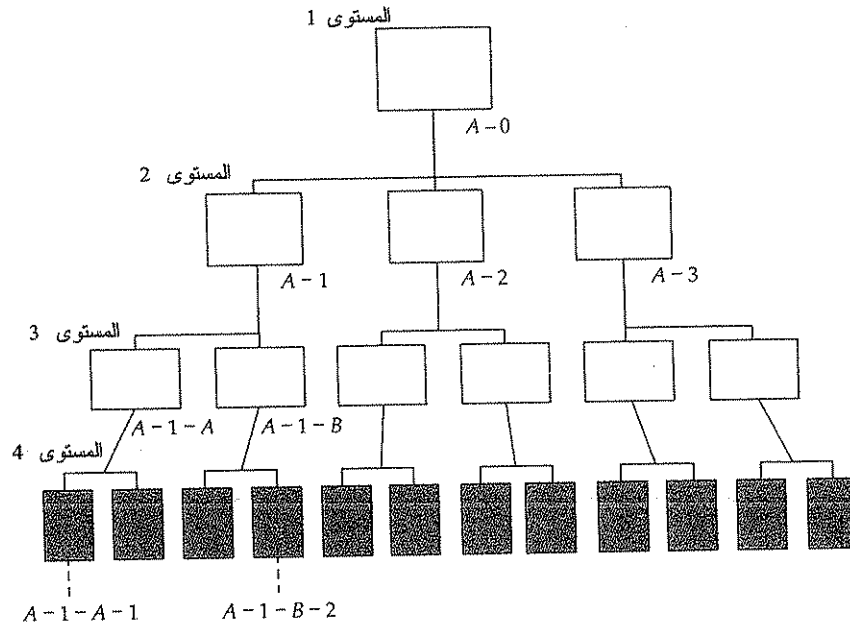 المستوى 1
A-0
المستوى 2
A-1
A-2
A-3
المستوى 3
A-1-A
A-1-B
المستوى 4
A-1-A-1
A-1-B-2